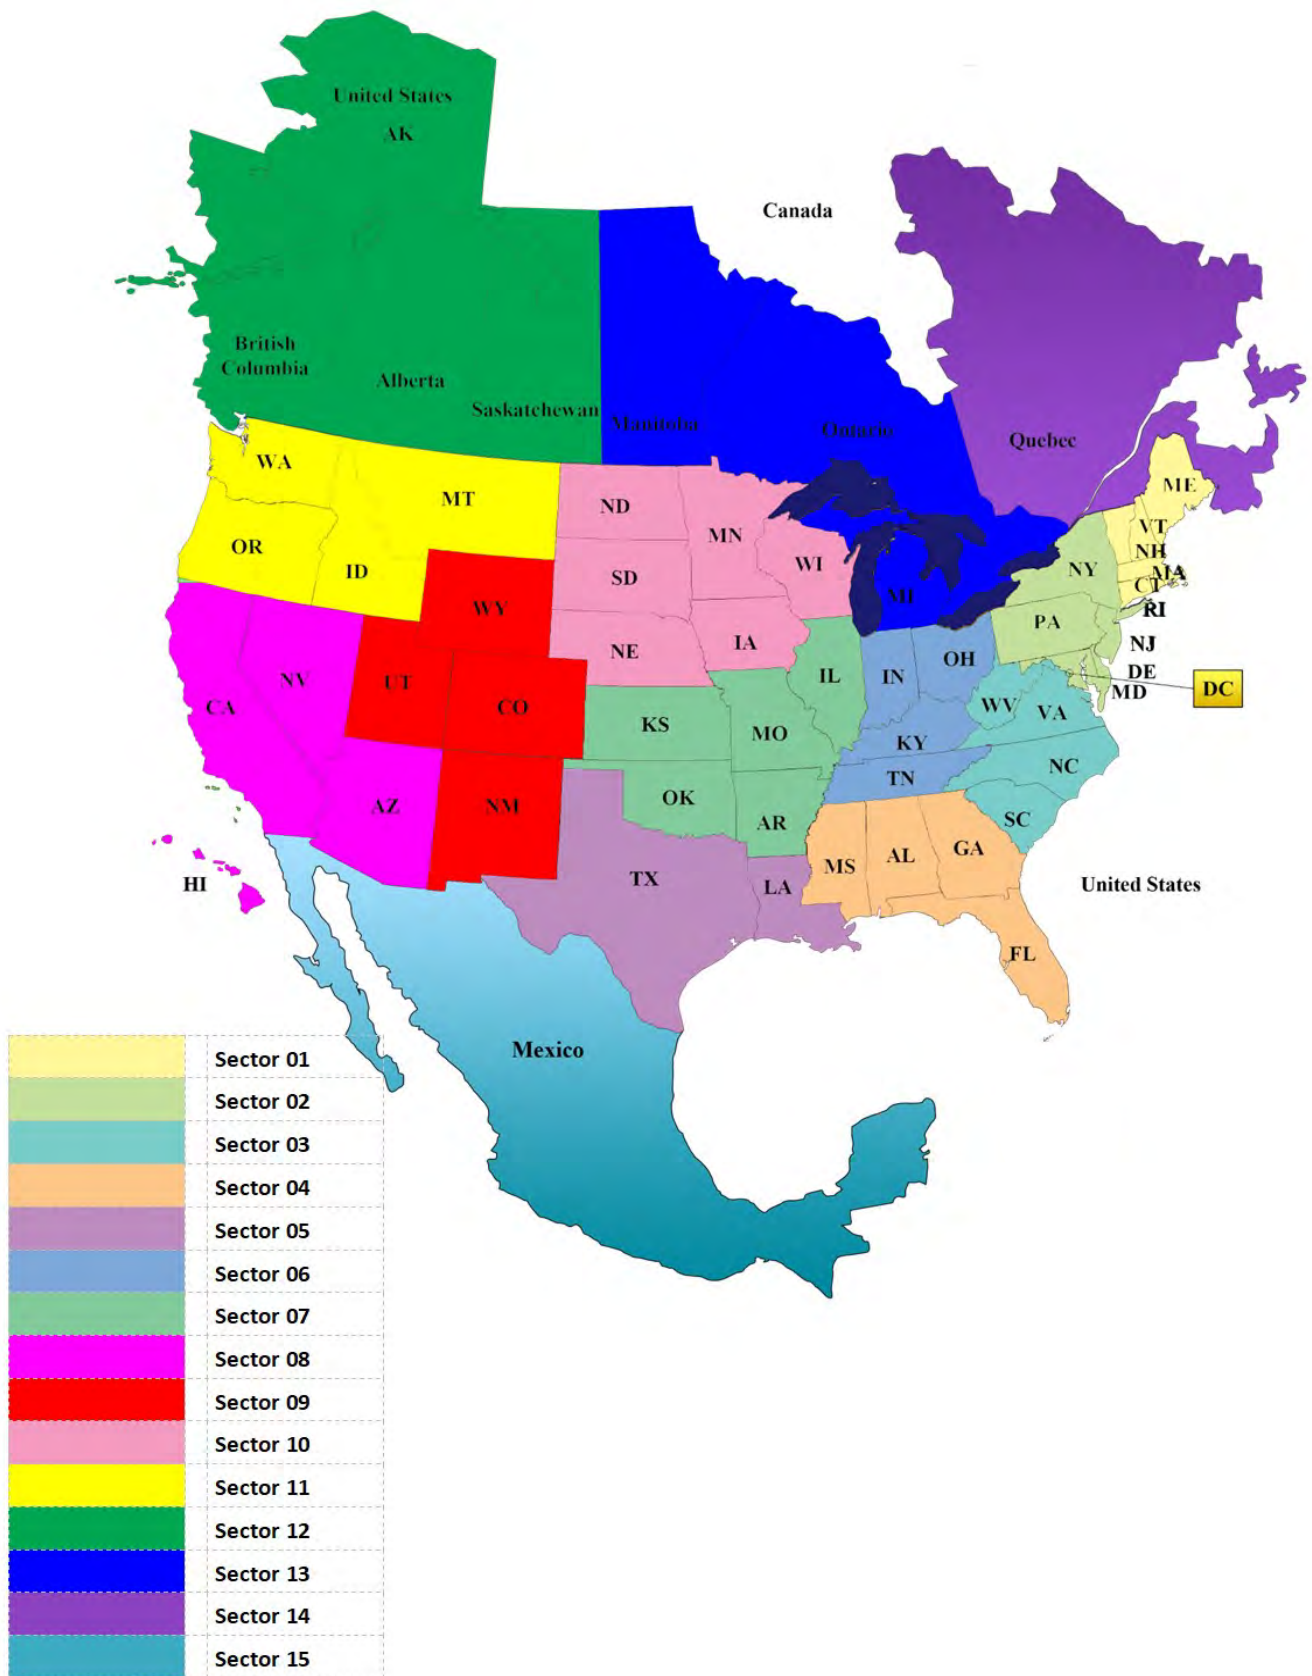 United States
AK
Canada
British
Columbia
Alberta
Saskatchewan
Manitoba
Ontario
Quebec
WA
MT
ND
MN
ME
VT
OR
ID
SD
WI
NH
MA
NY
CT
RI
MI
WY
NE
IA
PA
NJ
OH
IN
IL
DE
MD
DC
UT
NV
CO
CA
KS
MO
WV
VA
KY
NC
TN
AZ
NM
OK
AR
SC
HI
TX
LA
MS
AL
GA
United States
FL
Mexico
Sector 01
Sector 02
Sector 03
Sector 04
Sector 05
Sector 06
Sector 07
Sector 08
Sector 09
Sector 10
Sector 11
Sector 12
Sector 13
Sector 14
Sector 15